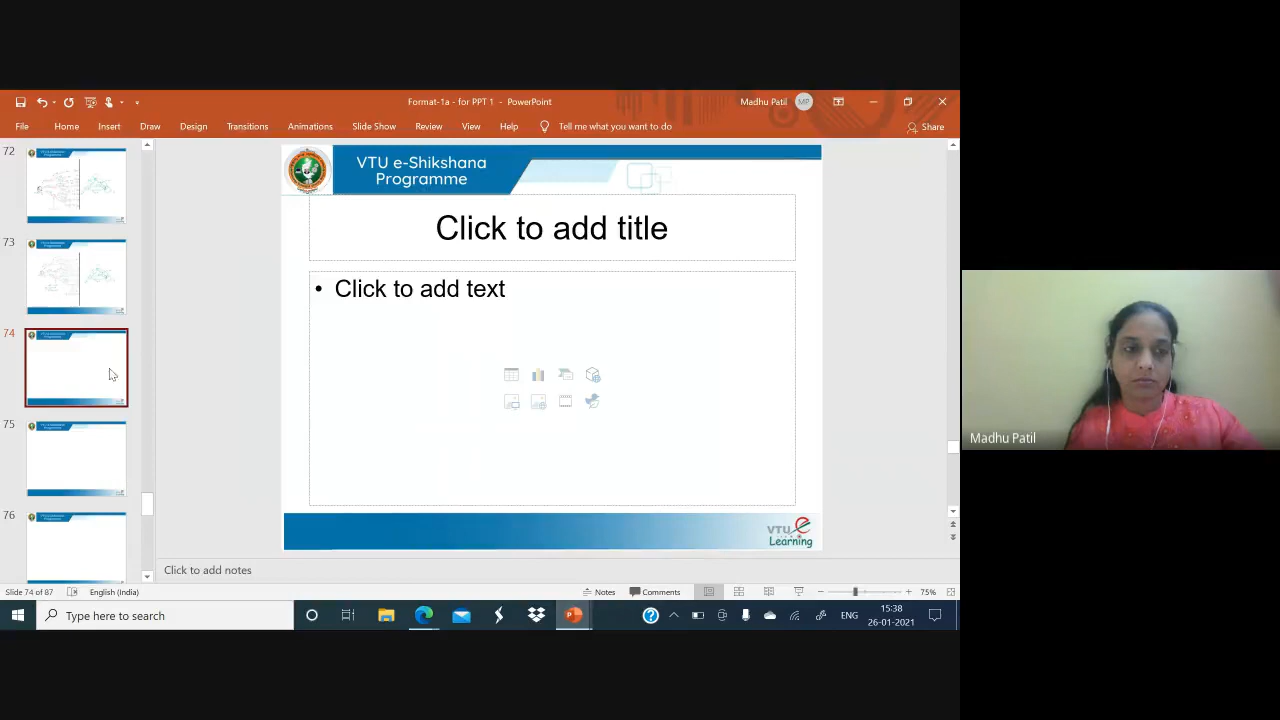 Format-1a - for PPT 1 - PowerPoint
Madhu Patil
MP
File Home Insert Draw Design Transitions Animations Slide Show Review View Help Tell me what you want to do
Share
72
73
74
75
76
VTU e-Shikshana
Programme
Click to add title
• Click to add text
VTU
Learning
Click to add notes
Slide 74 of 87 English (India) Notes Comments 75%
Type here to search
ENG
15:38
26-01-2021
Madhu Patil